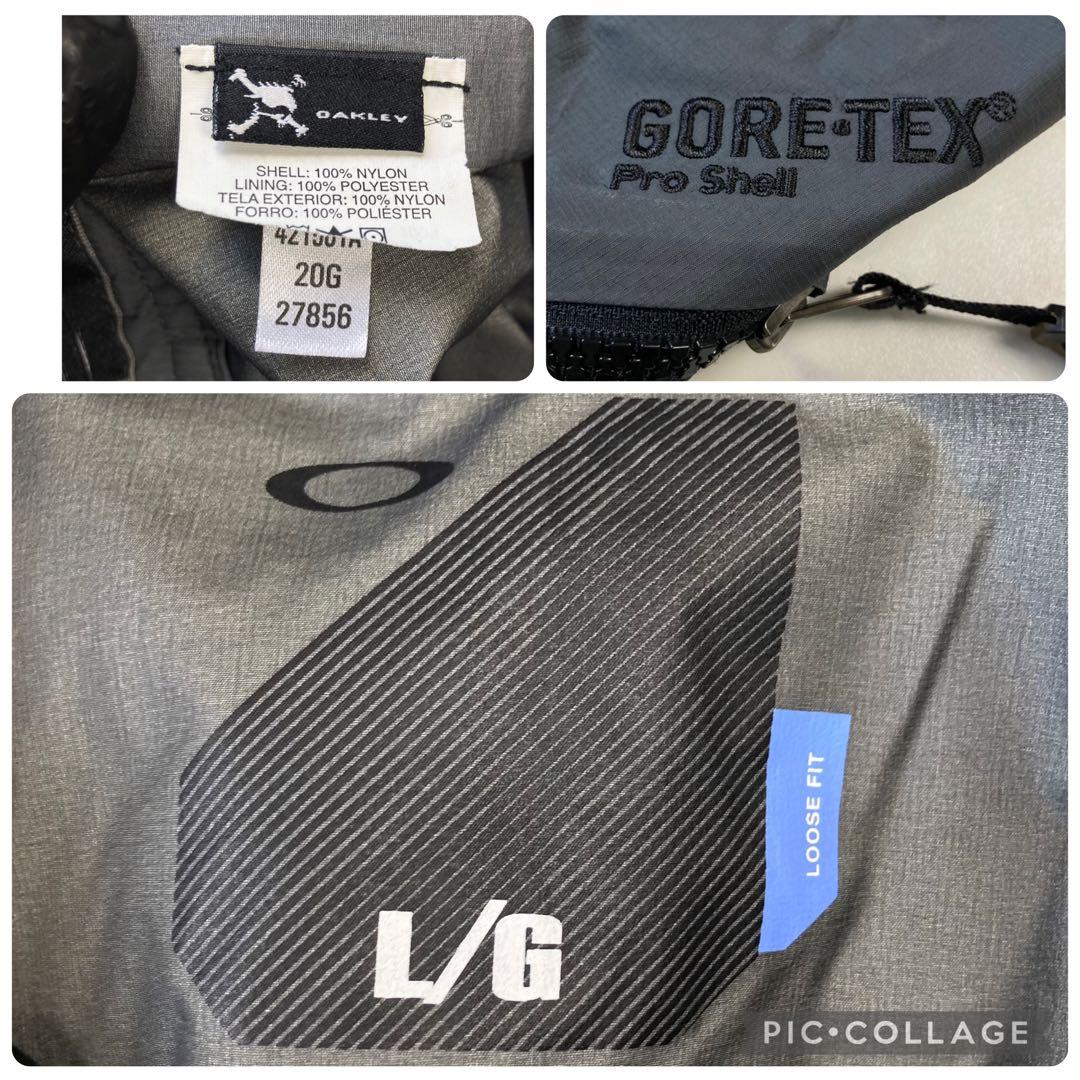 OAKLEY
SHELL: 100% NYLON
LINING: 100% POLYESTER
TELA EXTERIOR: 100% NYLON
FORRO: 100% POLIÉSTER
20G
27856
GORE-TEX®
Pro Shell
LOOSE FIT
L/G
PIC•COLLAGE